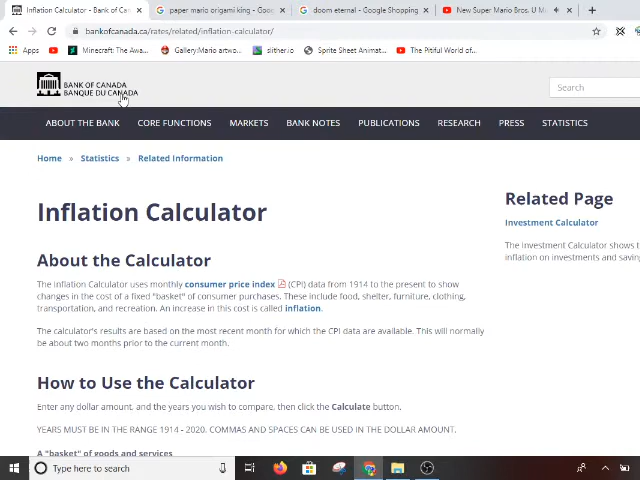 Inflation Calculator - Bank of Ca
paper mario origami king - Goo
doom eternal - Google Shopping
New Super Mario Bros. U M
bankofcanada.ca/rates/related/inflation-calculator/
Apps
Minecraft: The Awa...
Gallery:Mario artwo...
slither.io
Sprite Sheet Animat...
The Pitiful World of...
BANK OF CANADA
BANQUE DU CANADA
Search
ABOUT THE BANK CORE FUNCTIONS MARKETS BANK NOTES PUBLICATIONS RESEARCH PRESS STATISTICS
Home » Statistics » Related Information
Inflation Calculator
About the Calculator
The Inflation Calculator uses monthly consumer price index (CPI) data from 1914 to the present to show
changes in the cost of a fixed "basket" of consumer purchases. These include food, shelter, furniture, clothing,
transportation, and recreation. An increase in this cost is called inflation.
The calculator's results are based on the most recent month for which the CPI data are available. This will normally
be about two months prior to the current month.
How to Use the Calculator
Enter any dollar amount, and the years you wish to compare, then click the Calculate button.
YEARS MUST BE IN THE RANGE 1914 - 2020. COMMAS AND SPACES CAN BE USED IN THE DOLLAR AMOUNT.
A "basket" of goods and services
Related Page
Investment Calculator
The Investment Calculator shows t
inflation on investments and savin
Type here to search